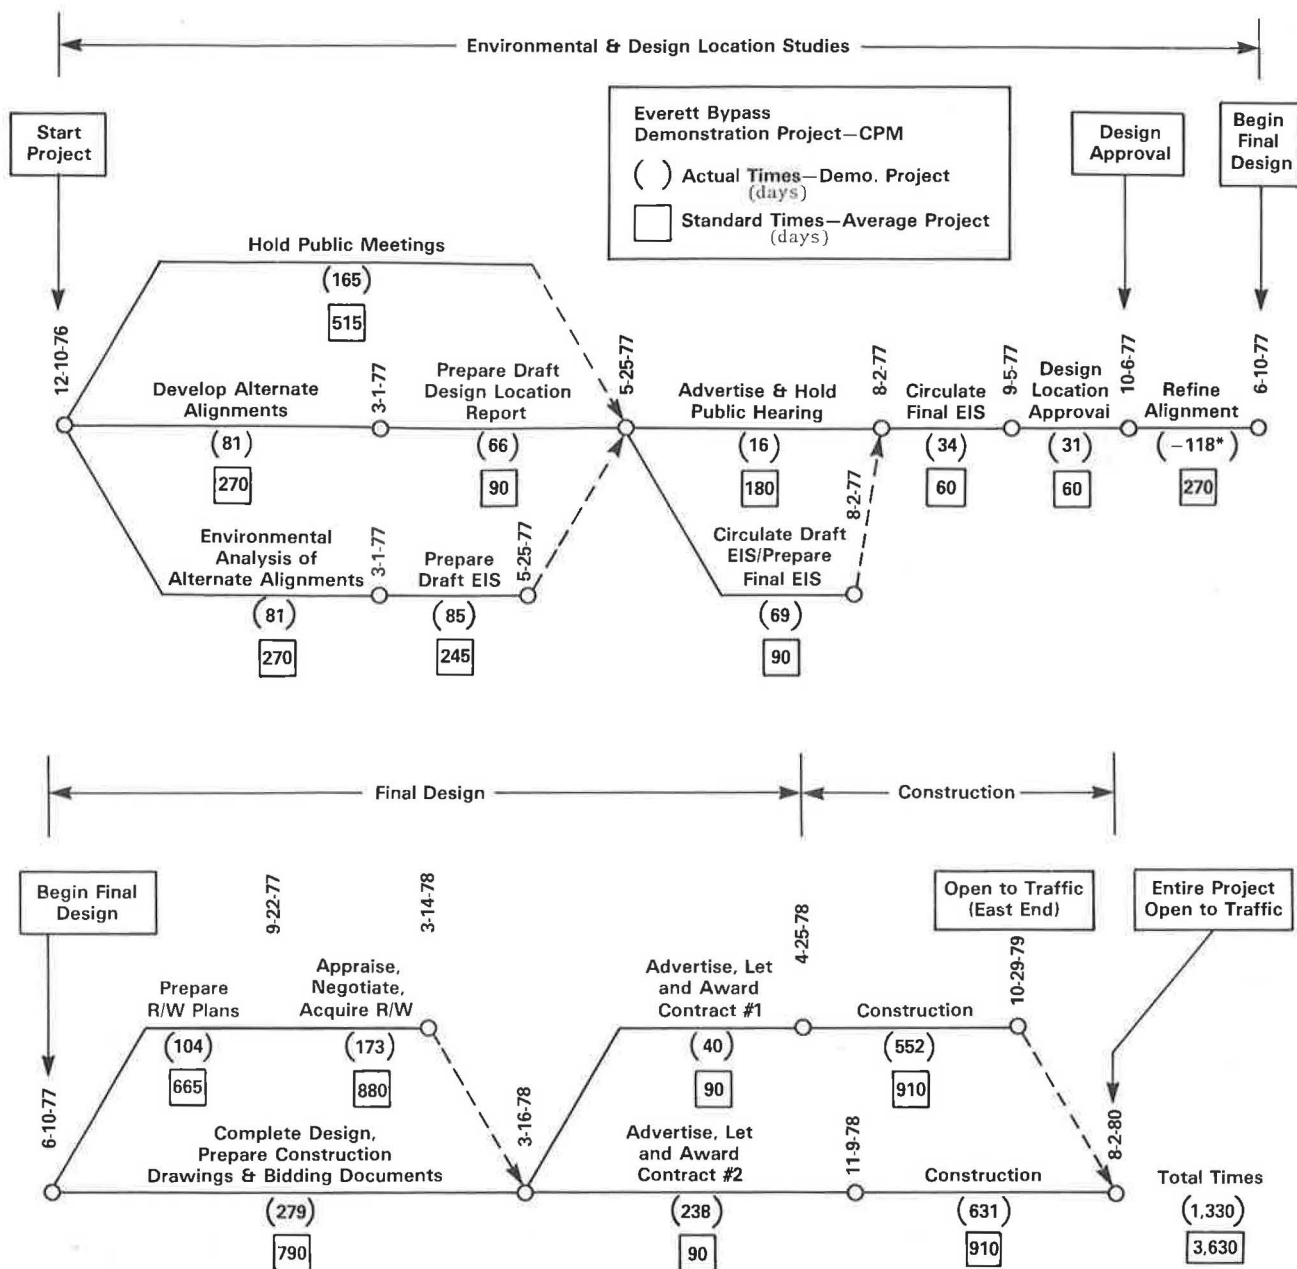 Environmental & Design Location Studies
Start
Project
Everett Bypass
Demonstration Project—CPM
( ) Actual Times—Demo. Project
(days)
Standard Times—Average Project
(days)
Design
Approval
Begin
Final
Design
Hold Public Meetings
(165)
515
12-10-76
Develop Alternate
Alignments
(81)
270
3-1-77
Prepare Draft
Design Location
Report
(66)
90
5-25-77
Advertise & Hold
Public Hearing
(16)
180
8-2-77
Circulate
Final EIS
(34)
60
9-5-77
Design
Location
Approval
(31)
60
10-6-77
Refine
Alignment
(-118*)
270
6-10-77
Environmental
Analysis of
Alternate Alignments
(81)
270
3-1-77
Prepare
Draft EIS
(85)
245
5-25-77
Circulate Draft
EIS/Prepare
Final EIS
(69)
90
8-2-77
Final Design
Construction
Begin Final
Design
6-10-77
Prepare
R/W Plans
(104)
665
9-22-77
Appraise,
Negotiate,
Acquire R/W
(173)
880
3-14-78
Complete Design,
Prepare Construction
Drawings & Bidding Documents
(279)
790
3-16-78
Advertise, Let
and Award
Contract #1
(40)
90
4-25-78
Construction
(552)
910
Open to Traffic
(East End)
10-29-79
Advertise, Let
and Award
Contract #2
(238)
90
11-9-78
Construction
(631)
910
Entire Project
Open to Traffic
8-2-80
Total Times
(1,330)
3,630